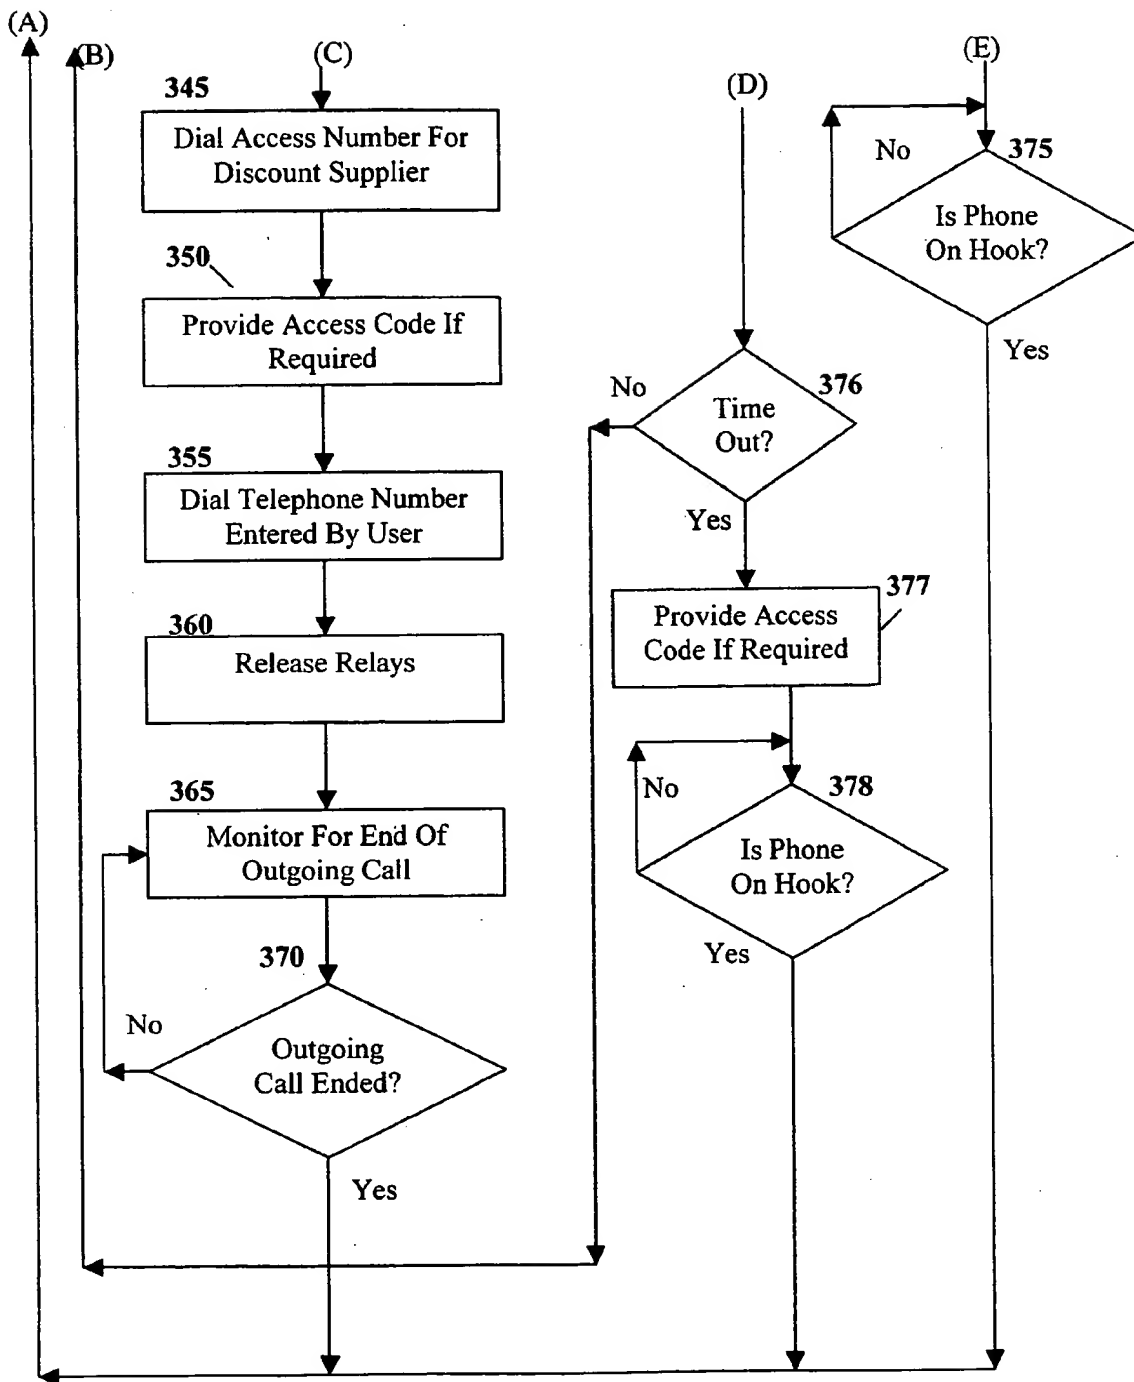 (A)
(B)
(C)
(D)
(E)
345
Dial Access Number For
Discount Supplier
350
Provide Access Code If
Required
355
Dial Telephone Number
Entered By User
360
Release Relays
365
Monitor For End Of
Outgoing Call
370
No
Outgoing
Call Ended?
Yes
No
376
Time
Out?
Yes
377
Provide Access
Code If Required
No
378
Is Phone
On Hook?
Yes
No
375
Is Phone
On Hook?
Yes